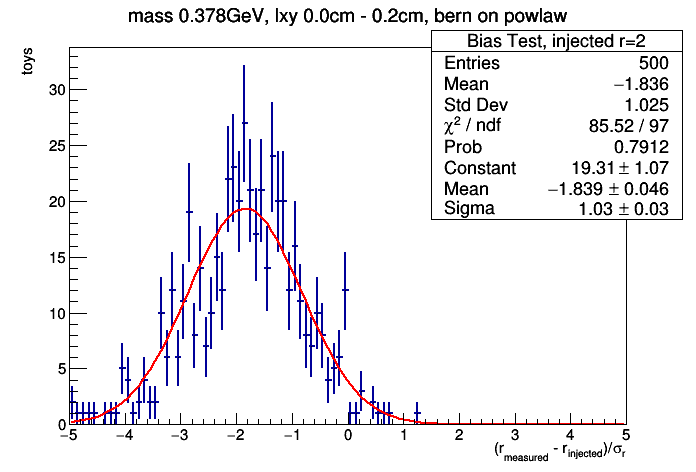 mass 0.378GeV, lxy 0.0cm - 0.2cm, bern on powlaw
toys
Bias Test, injected r=2
Entries 500
Mean −1.836
Std Dev 1.025
χ² / ndf 85.52 / 97
Prob 0.7912
Constant 19.31 ± 1.07
Mean −1.839 ± 0.046
Sigma 1.03 ± 0.03
30
25
20
15
10
5
0
−5 −4 −3 −2 −1 0 1 2 3 4 5
(r_measured - r_injected)/σ_r